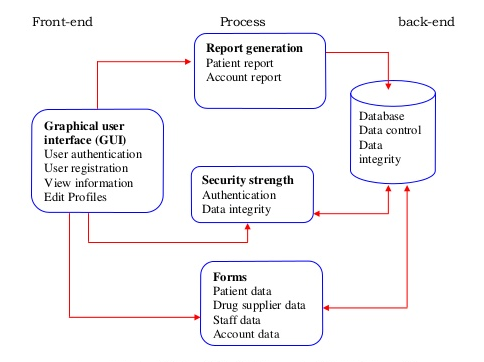 Front-end
Process
back-end
Report generation
Patient report
Account report
Database
Data control
Data
integrity
Graphical user
interface (GUI)
User authentication
User registration
View information
Edit Profiles
Security strength
Authentication
Data integrity
Forms
Patient data
Drug supplier data
Staff data
Account data